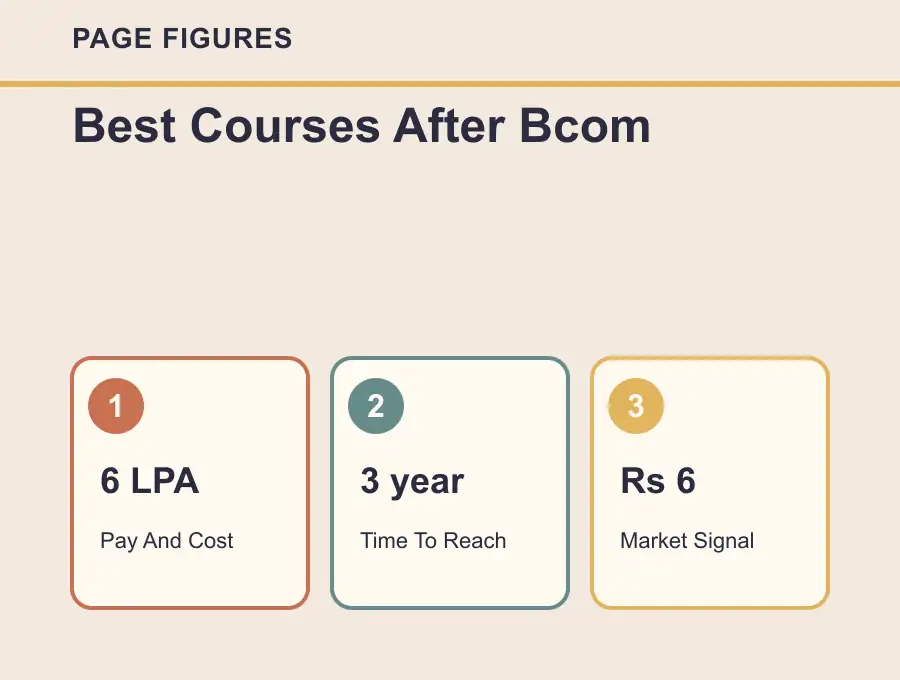 PAGE FIGURES
Best Courses After Bcom
1
6 LPA
Pay And Cost
2
3 year
Time To Reach
3
Rs 6
Market Signal